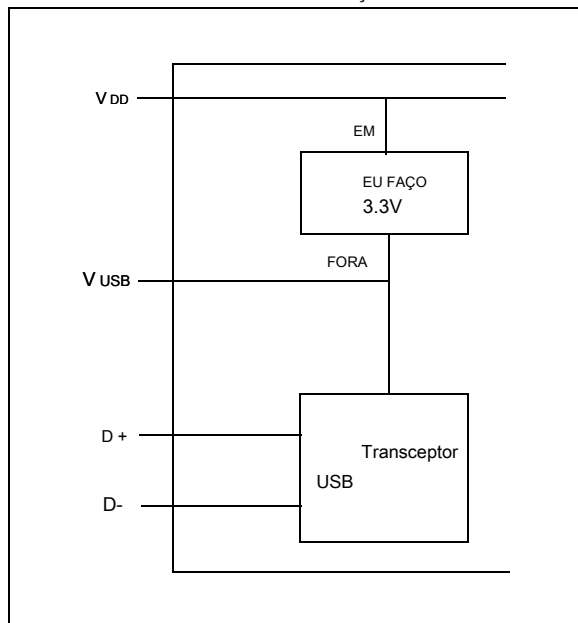 V DD
EM
EU FAÇO
3.3V
FORA
V USB
D +
Transceptor
USB
D-